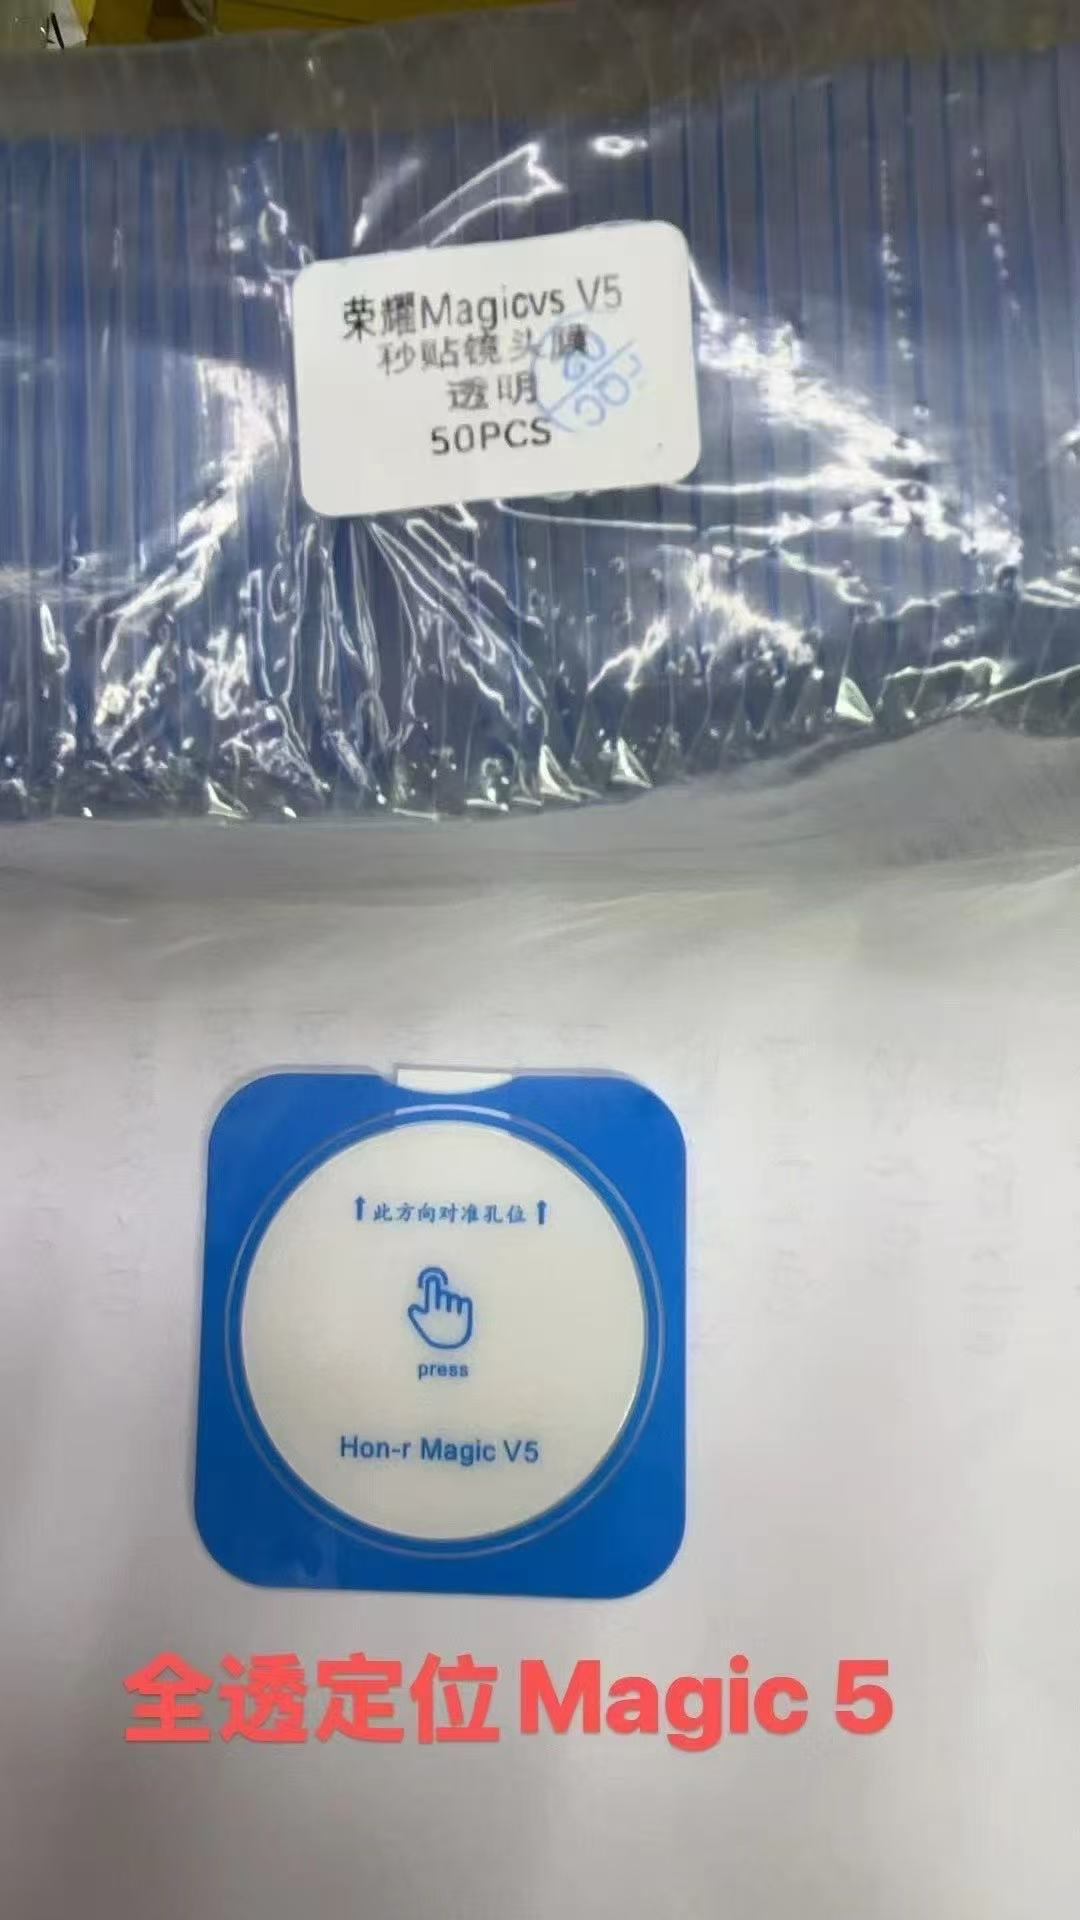 荣耀Magicvs V5
秒贴镜头膜
透明
50PCS
QC
⬆此方向对准孔位⬆
press
Hon-r Magic V5
全透定位Magic 5